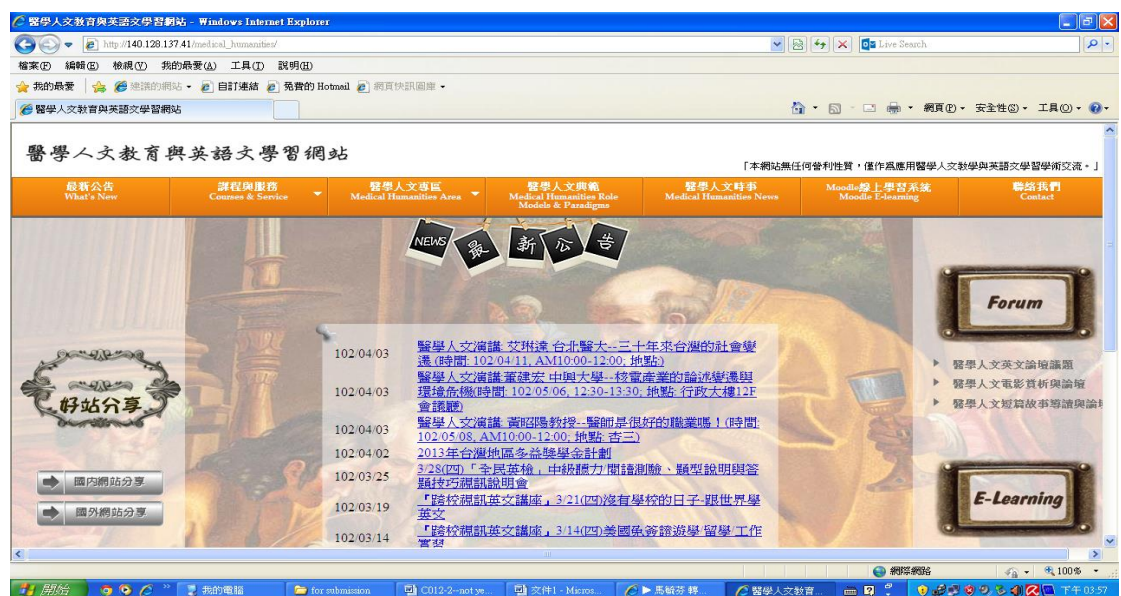 醫學人文教育與英語文學習網站 - Windows Internet Explorer
http://140.128.137.41/medical_humanities/
Live Search
檔案(F) 編輯(E) 檢視(V) 我的最愛(A) 工具(T) 說明(H)
我的最愛 建議的網站 自訂連結 免費的 Hotmail 網頁快訊圖庫
醫學人文教育與英語文學習網站
網頁(P) 安全性(S) 工具(O)
醫學人文教育與英語文學習網站
「本網站無任何營利性質，僅作為應用醫學人文教學與英語文學習學術交流。」
最新公告
What's New
課程與服務
Courses & Service
醫學人文專區
Medical Humanities Area
醫學人文典範
Medical Humanities Role
Models & Paradigms
醫學人文時事
Medical Humanities News
Moodle線上學習系統
Moodle E-learning
聯絡我們
Contact
NEWS 最 新 公 告
Forum
醫學人文英文論壇議題
醫學人文電影賞析與論壇
醫學人文短篇故事導讀與論
E-Learning
好站分享
國內網站分享
國外網站分享
102/04/03 醫學人文演講: 艾琳達 台北醫大--三十年來台灣的社會變
遷 (時間: 102/04/11, AM10:00-12:00; 地點:)
102/04/03 醫學人文演講:董建宏 中興大學--核電產業的論述變遷與
環境危機(時間: 102/05/06, 12:30-13:30; 地點: 行政大樓12F
會議廳)
102/04/03 醫學人文演講: 黃昭陽教授--醫師是很好的職業嗎！(時間:
102/05/08, AM10:00-12:00; 地點: 杏三)
102/04/02 2013年台灣地區多益獎學金計劃
102/03/25 3/28(四)「全民英檢」中級聽力/閱讀測驗、題型說明與答
題技巧視訊說明會
102/03/19 「跨校視訊英文講座」3/21(四)沒有學校的日子-跟世界學
英文
102/03/14 「跨校視訊英文講座」3/14(四)美國免簽證遊學/留學/工作
實習
網際網路 100%
開始 我的電腦 for submission C012-2--not ye... 文件1 - Micros... 醫學人文教育... 下午 03:57